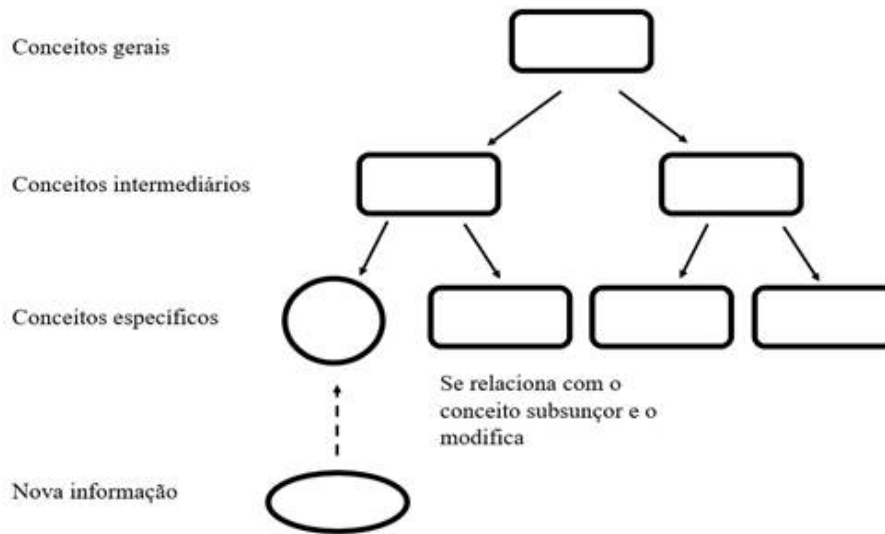 Conceitos gerais
Conceitos intermediários
Conceitos específicos
Se relaciona com o
conceito subsunçor e o
modifica
Nova informação